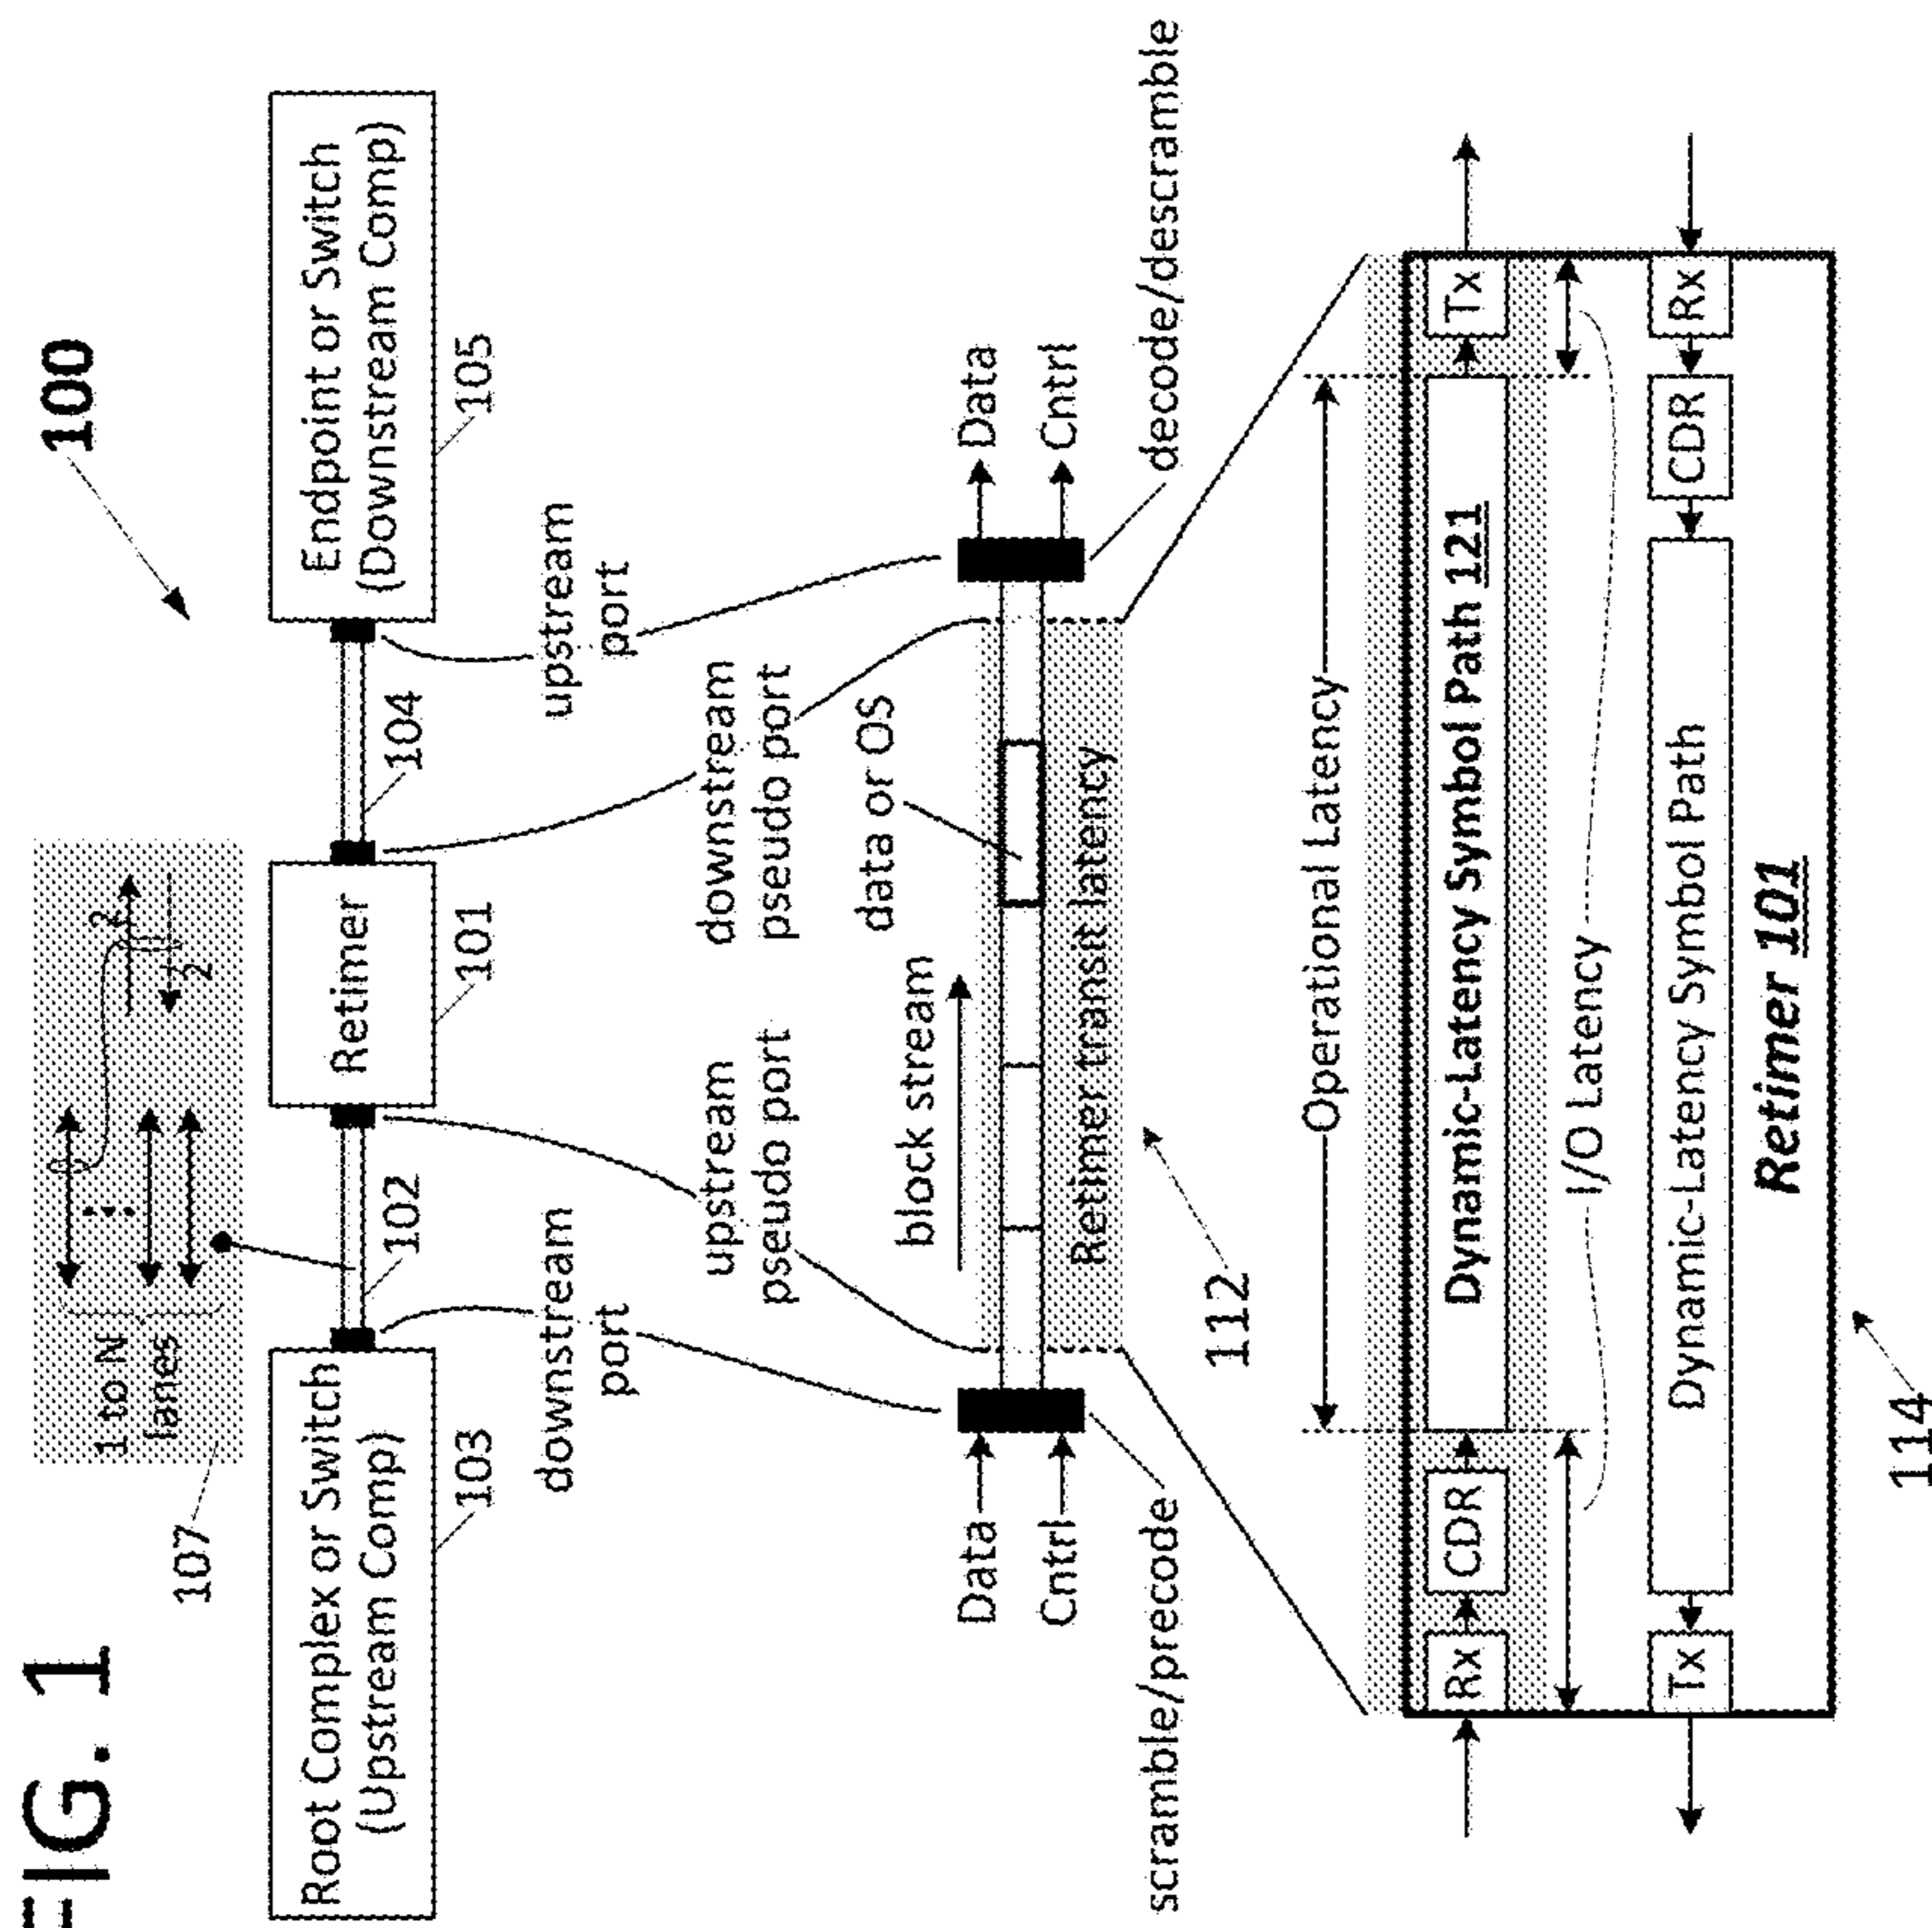 FIG. 1
100
107
1 to N
lanes
2
2
Root Complex or Switch
(Upstream Comp)
103
102
Retimer
101
104
Endpoint or Switch
(Downstream Comp)
105
downstream
port
upstream
pseudo port
downstream
pseudo port
upstream
port
block stream
data or OS
Data
Cntrl
Data
Cntrl
Retimer transit latency
scramble/precode
112
decode/descramble
Operational Latency
Rx
CDR
Dynamic-Latency Symbol Path 121
Tx
I/O Latency
Tx
Dynamic-Latency Symbol Path
CDR
Rx
Retimer 101
114